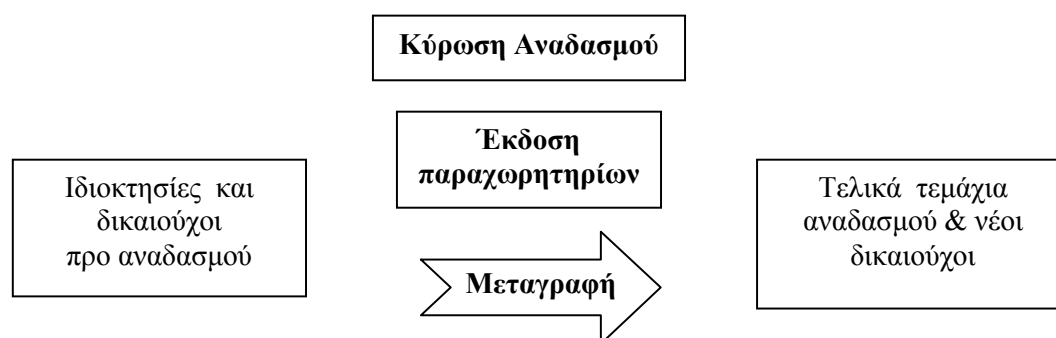 Κύρωση Αναδασμού
Έκδοση
παραχωρητηρίων
Ιδιοκτησίες και
δικαιούχοι
προ αναδασμού
Μεταγραφή
Τελικά τεμάχια
αναδασμού & νέοι
δικαιούχοι